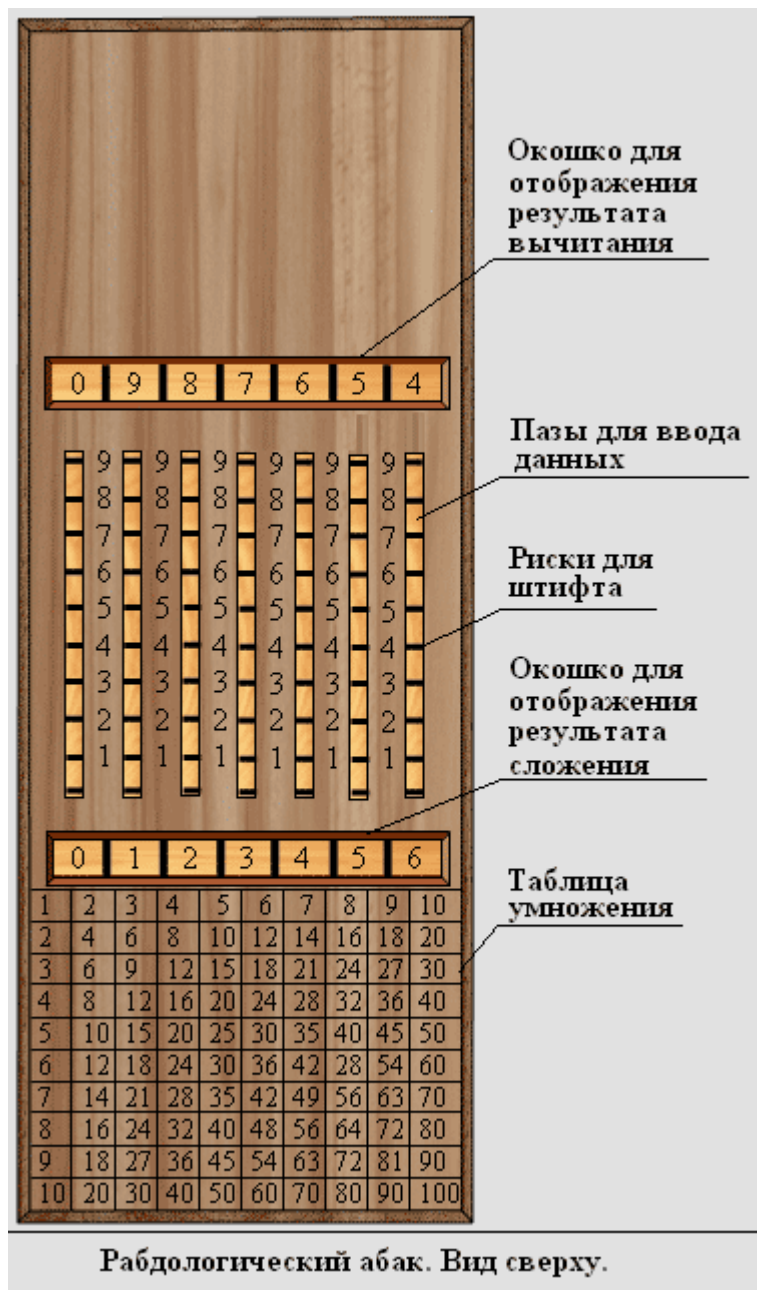 Окошко для
отображения
результата
вычитания
0 9 8 7 6 5 4
Пазы для ввода
данных
9 9 9 9 9 9
8 8 8 8 8 8
7 7 7 7 7 7
6 6 6 6 6 6
Риски для
штифта
5 5 5 5 5 5
4 4 4 4 4 4
3 3 3 3 3 3
2 2 2 2 2 2
1 1 1 1 1 1
Окошко для
отображения
результата
сложения
0 1 2 3 4 5 6
Таблица
умножения
1 2 3 4 5 6 7 8 9 10
2 4 6 8 10 12 14 16 18 20
3 6 9 12 15 18 21 24 27 30
4 8 12 16 20 24 28 32 36 40
5 10 15 20 25 30 35 40 45 50
6 12 18 24 30 36 42 28 54 60
7 14 21 28 35 42 49 56 63 70
8 16 24 32 40 48 56 64 72 80
9 18 27 36 45 54 63 72 81 90
10 20 30 40 50 60 70 80 90 100
Рабдологический абак. Вид сверху.